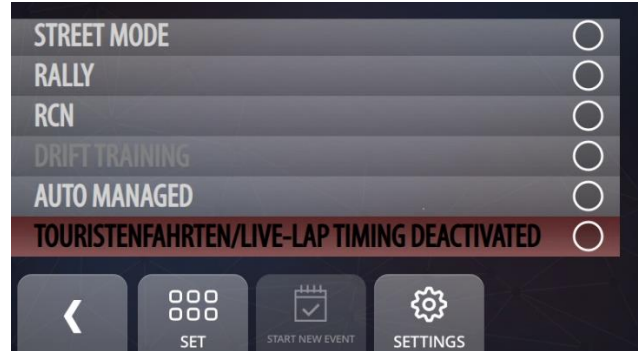 STREET MODE
RALLY
RCN
DRIFT TRAINING
AUTO MANAGED
TOURISTENFAHRTEN/LIVE-LAP TIMING DEACTIVATED
SET
START NEW EVENT
SETTINGS